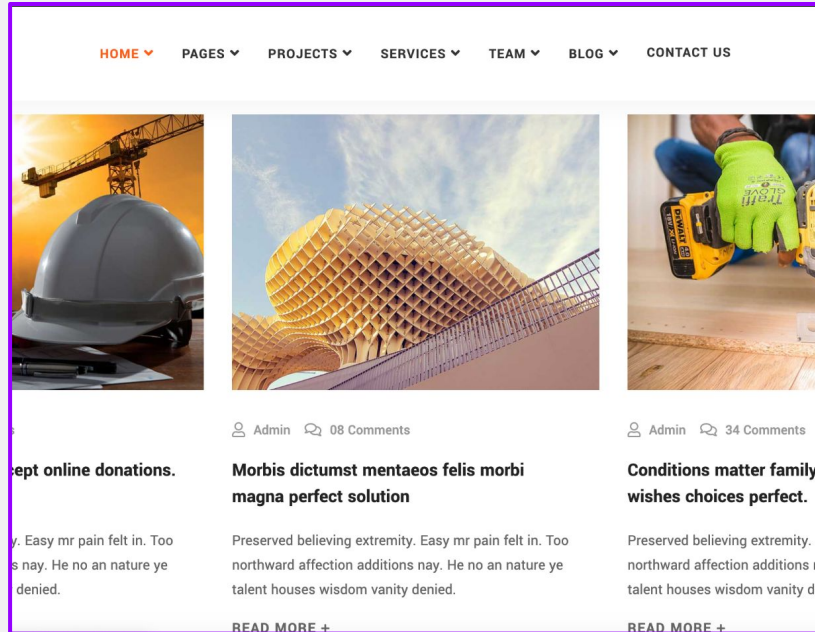 HOME
PAGES
PROJECTS
SERVICES
TEAM
BLOG
CONTACT US
Traffi
GLOVE
DEWALT
Admin
08 Comments
Admin
34 Comments
cept online donations.
Morbis dictumst mentaeos felis morbi
magna perfect solution
Conditions matter family
wishes choices perfect.
y. Easy mr pain felt in. Too
s nay. He no an nature ye
denied.
Preserved believing extremity. Easy mr pain felt in. Too
northward affection additions nay. He no an nature ye
talent houses wisdom vanity denied.
Preserved believing extremity.
northward affection additions
talent houses wisdom vanity d
READ MORE +
READ MORE +